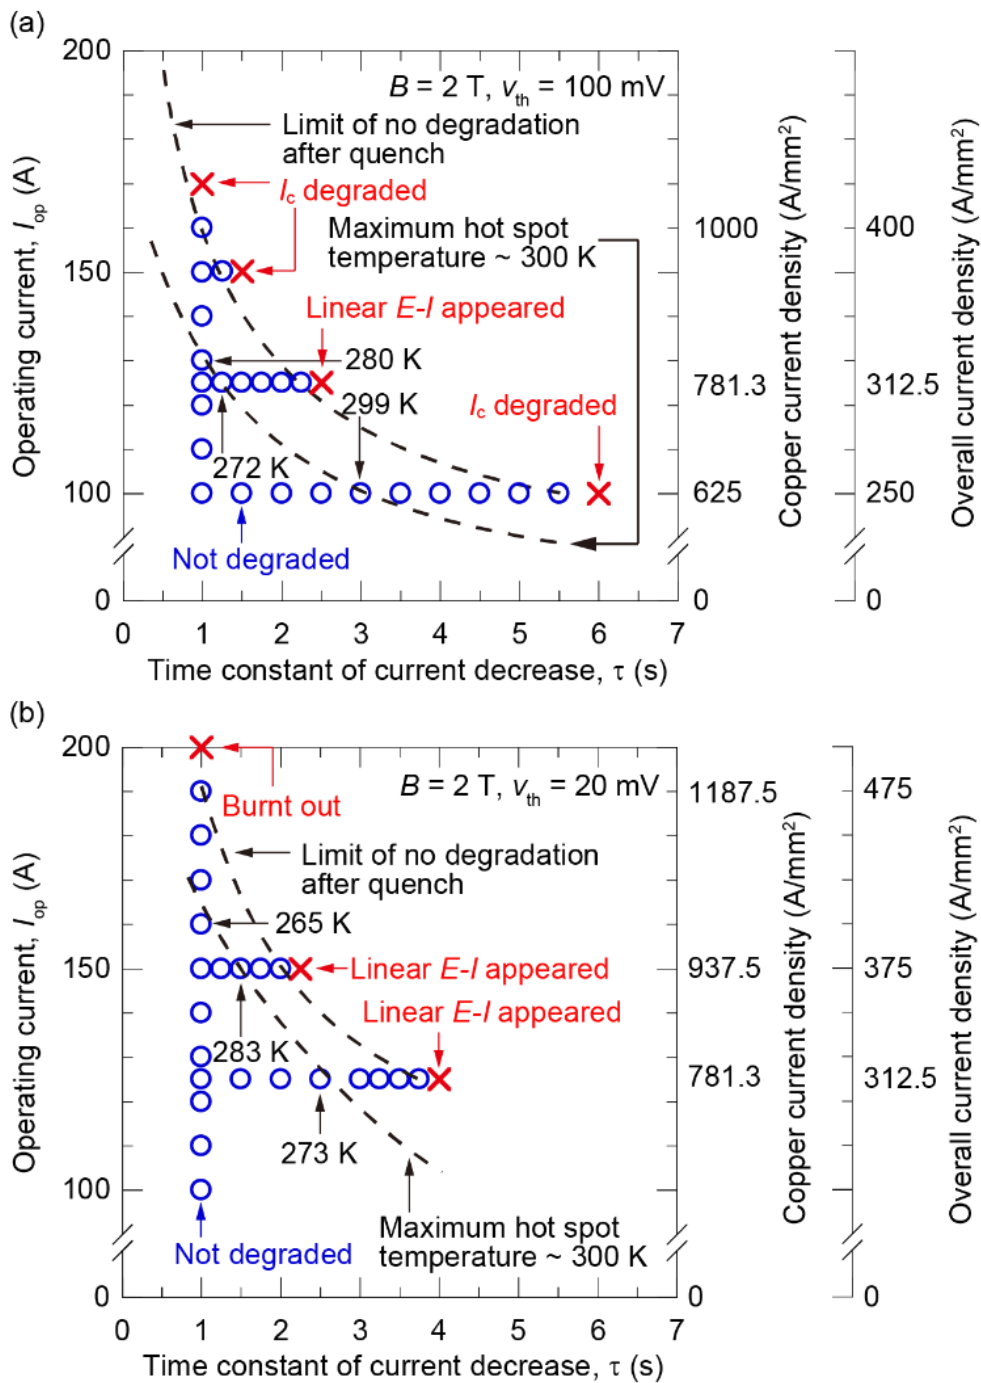 (a)
200
150
100
0
Operating current, Iop (A)
B = 2 T, vth = 100 mV
Limit of no degradation
after quench
Ic degraded
Maximum hot spot
temperature ~ 300 K
Linear E-I appeared
280 K
299 K
Ic degraded
272 K
Not degraded
0 1 2 3 4 5 6 7
Time constant of current decrease, τ (s)
1000
781.3
625
0
Copper current density (A/mm²)
400
312.5
250
0
Overall current density (A/mm²)
(b)
200
150
100
0
Operating current, Iop (A)
B = 2 T, vth = 20 mV
Burnt out
Limit of no degradation
after quench
265 K
Linear E-I appeared
Linear E-I appeared
283 K
273 K
Not degraded
Maximum hot spot
temperature ~ 300 K
0 1 2 3 4 5 6 7
Time constant of current decrease, τ (s)
1187.5
937.5
781.3
0
Copper current density (A/mm²)
475
375
312.5
0
Overall current density (A/mm²)